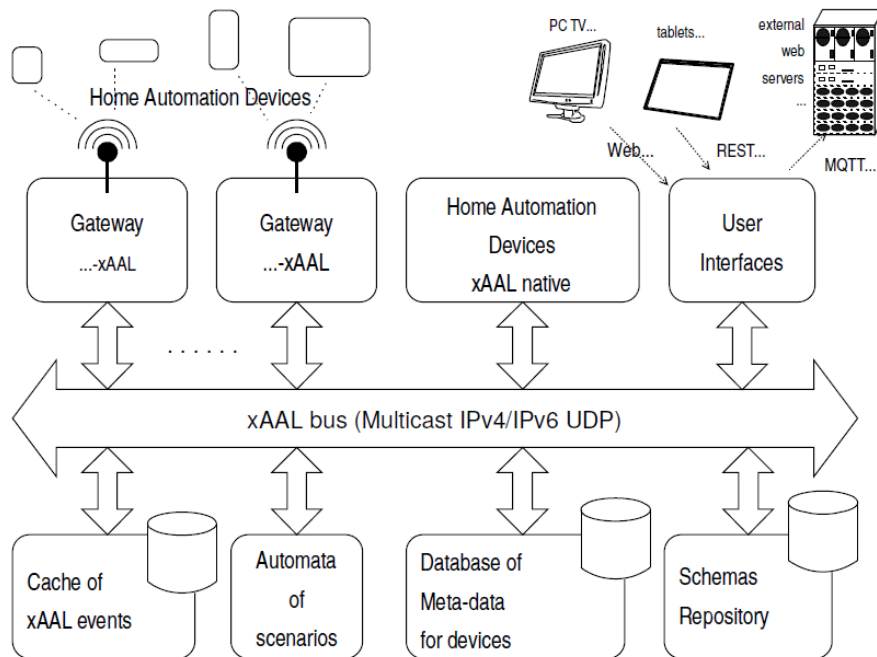 PC TV...
tablets...
external
web
servers
...
Home Automation Devices
Web...
REST...
MQTT...
Gateway
...-xAAL
Gateway
...-xAAL
Home Automation
Devices
xAAL native
User
Interfaces
. . . . . .
xAAL bus (Multicast IPv4/IPv6 UDP)
Cache of
xAAL events
Automata
of
scenarios
Database of
Meta-data
for devices
Schemas
Repository